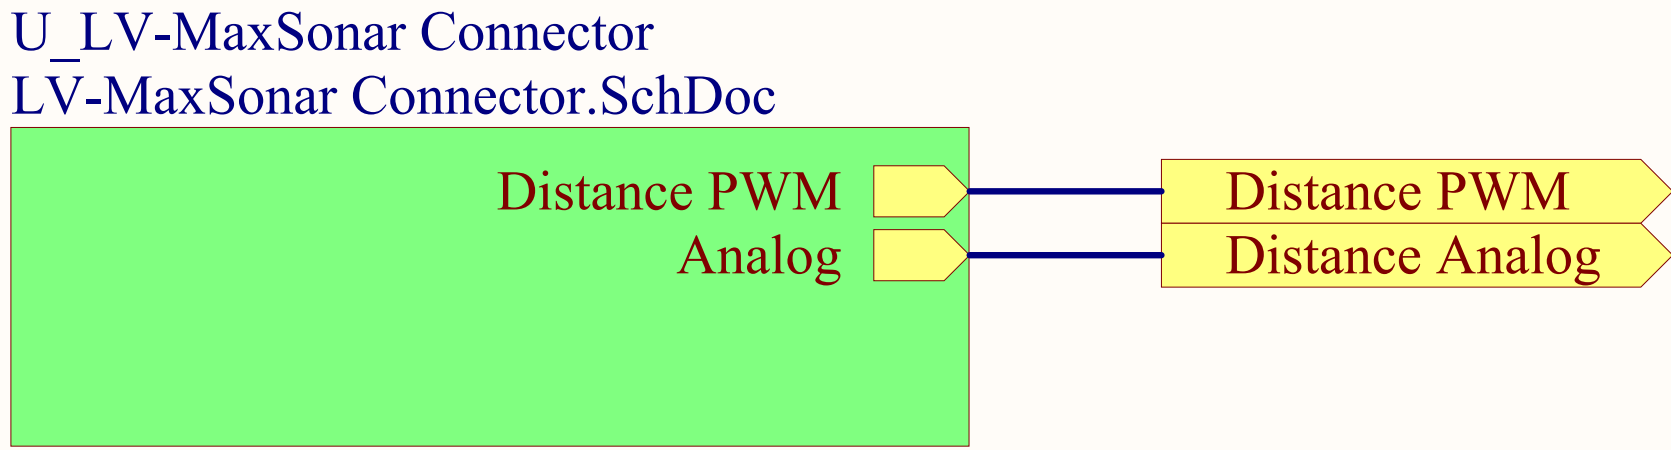 U_LV-MaxSonar Connector
LV-MaxSonar Connector.SchDoc
Distance PWM Distance PWM
Analog Distance Analog